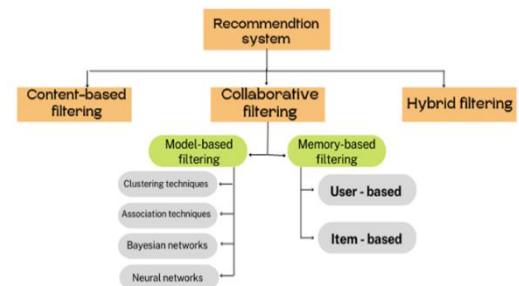 Recommendtion
system
Content-based
filtering
Collaborative
filtering
Hybrid filtering
Model-based
filtering
Memory-based
filtering
Clustering techniques
Association techniques
Bayesian networks
Neural networks
User - based
Item - based